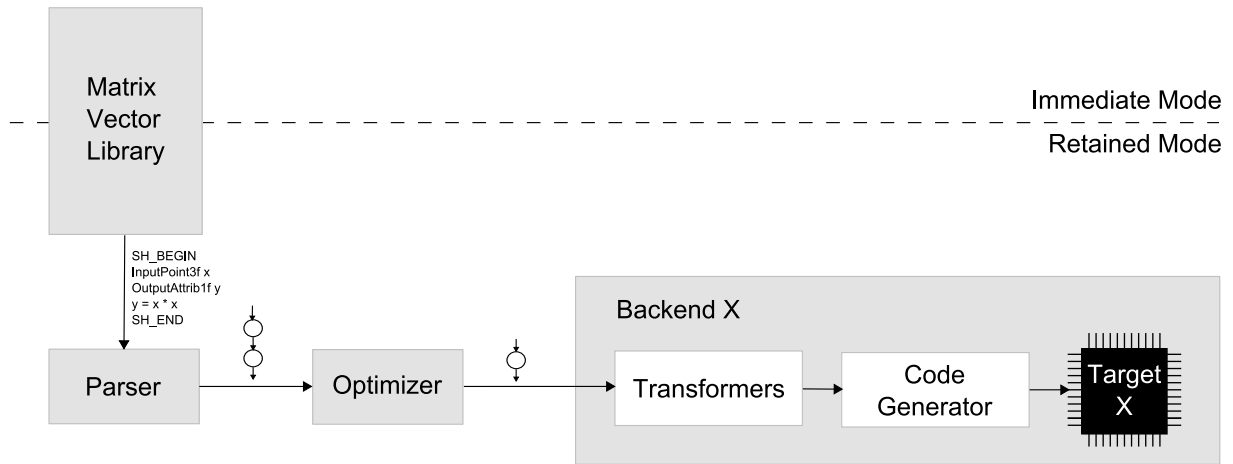 Matrix
Vector
Library
Immediate Mode
Retained Mode
SH_BEGIN
InputPoint3f x
OutputAttrib1f y
y = x * x
SH_END
Parser
Optimizer
Backend X
Transformers
Code
Generator
Target
X